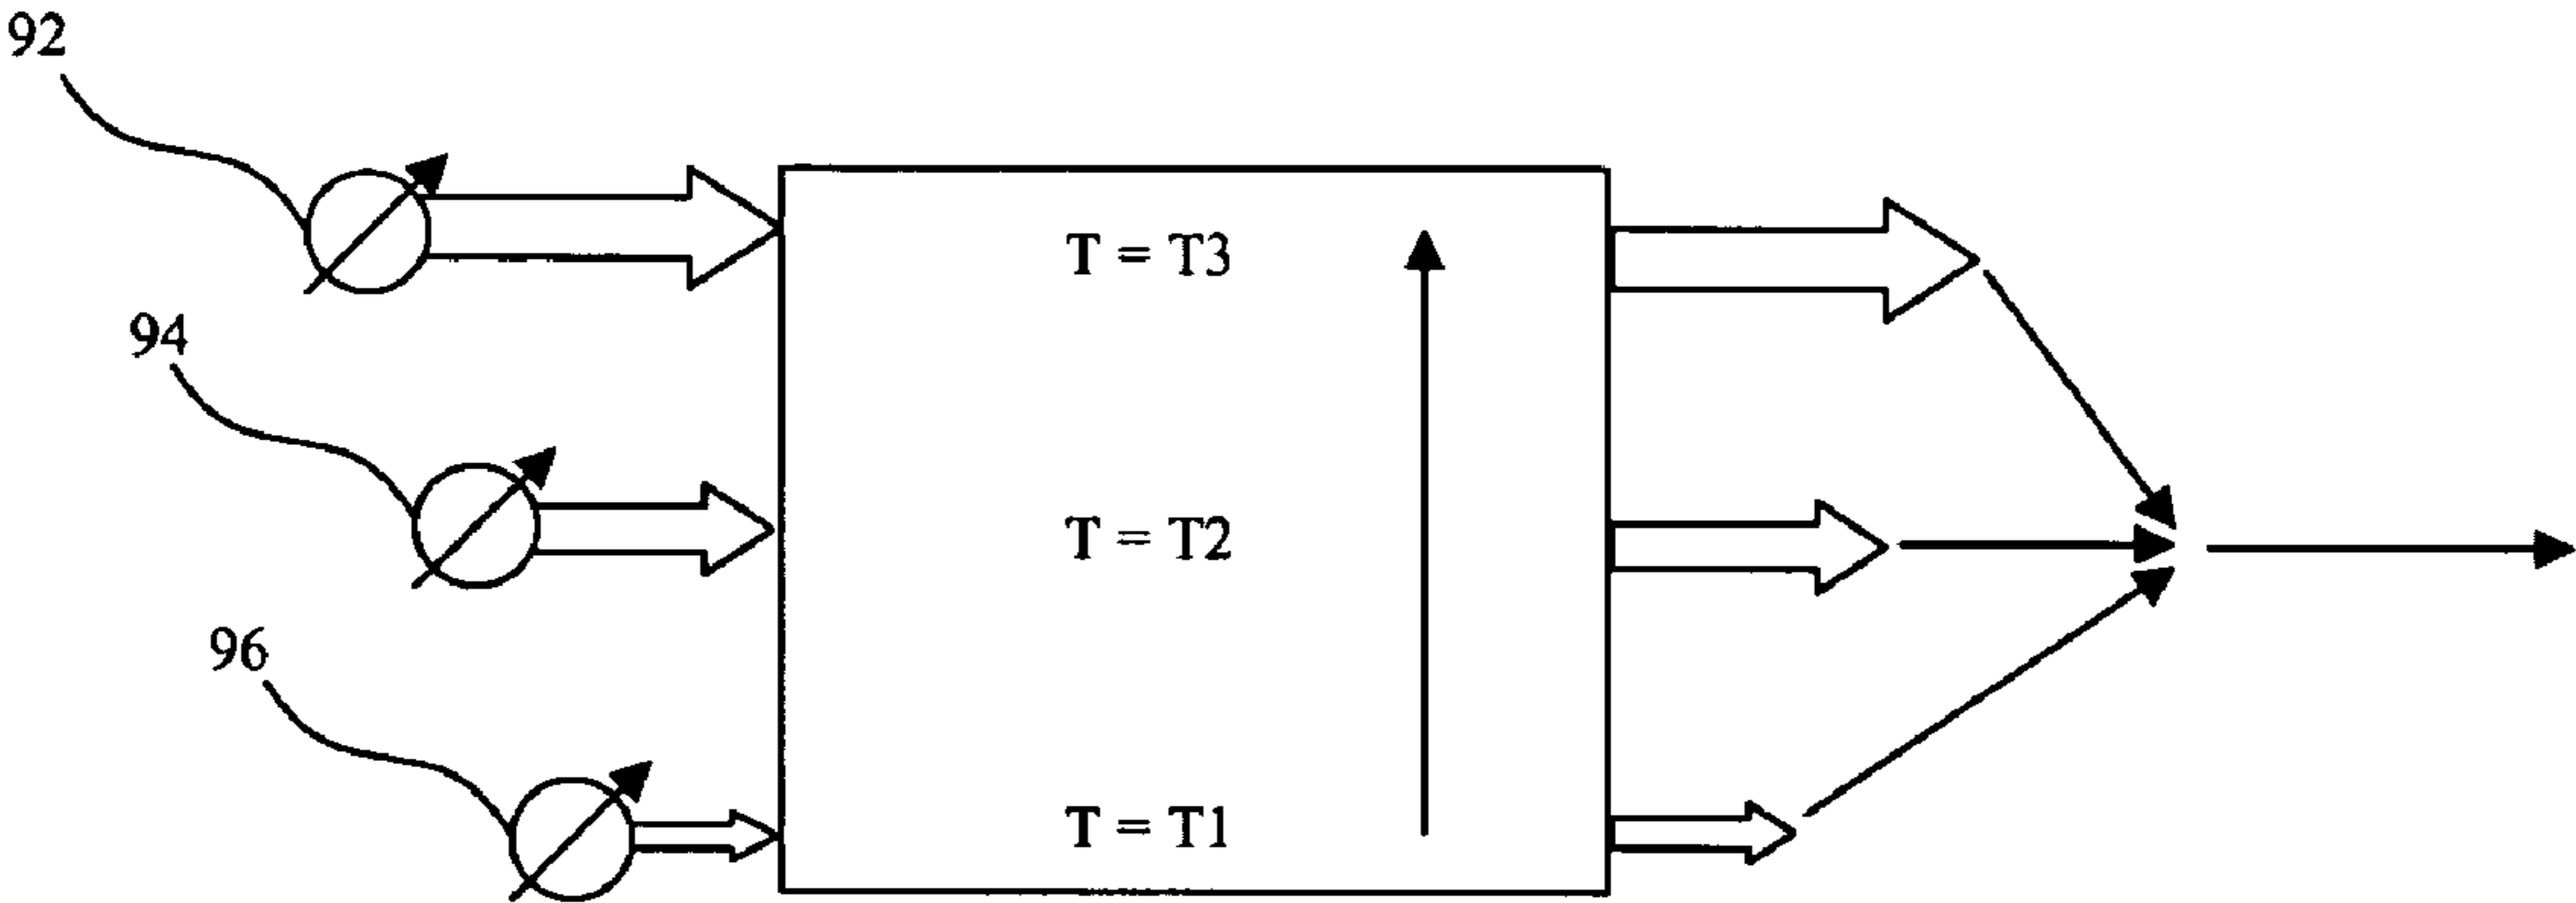 92
T = T3
94
T = T2
96
T = T1